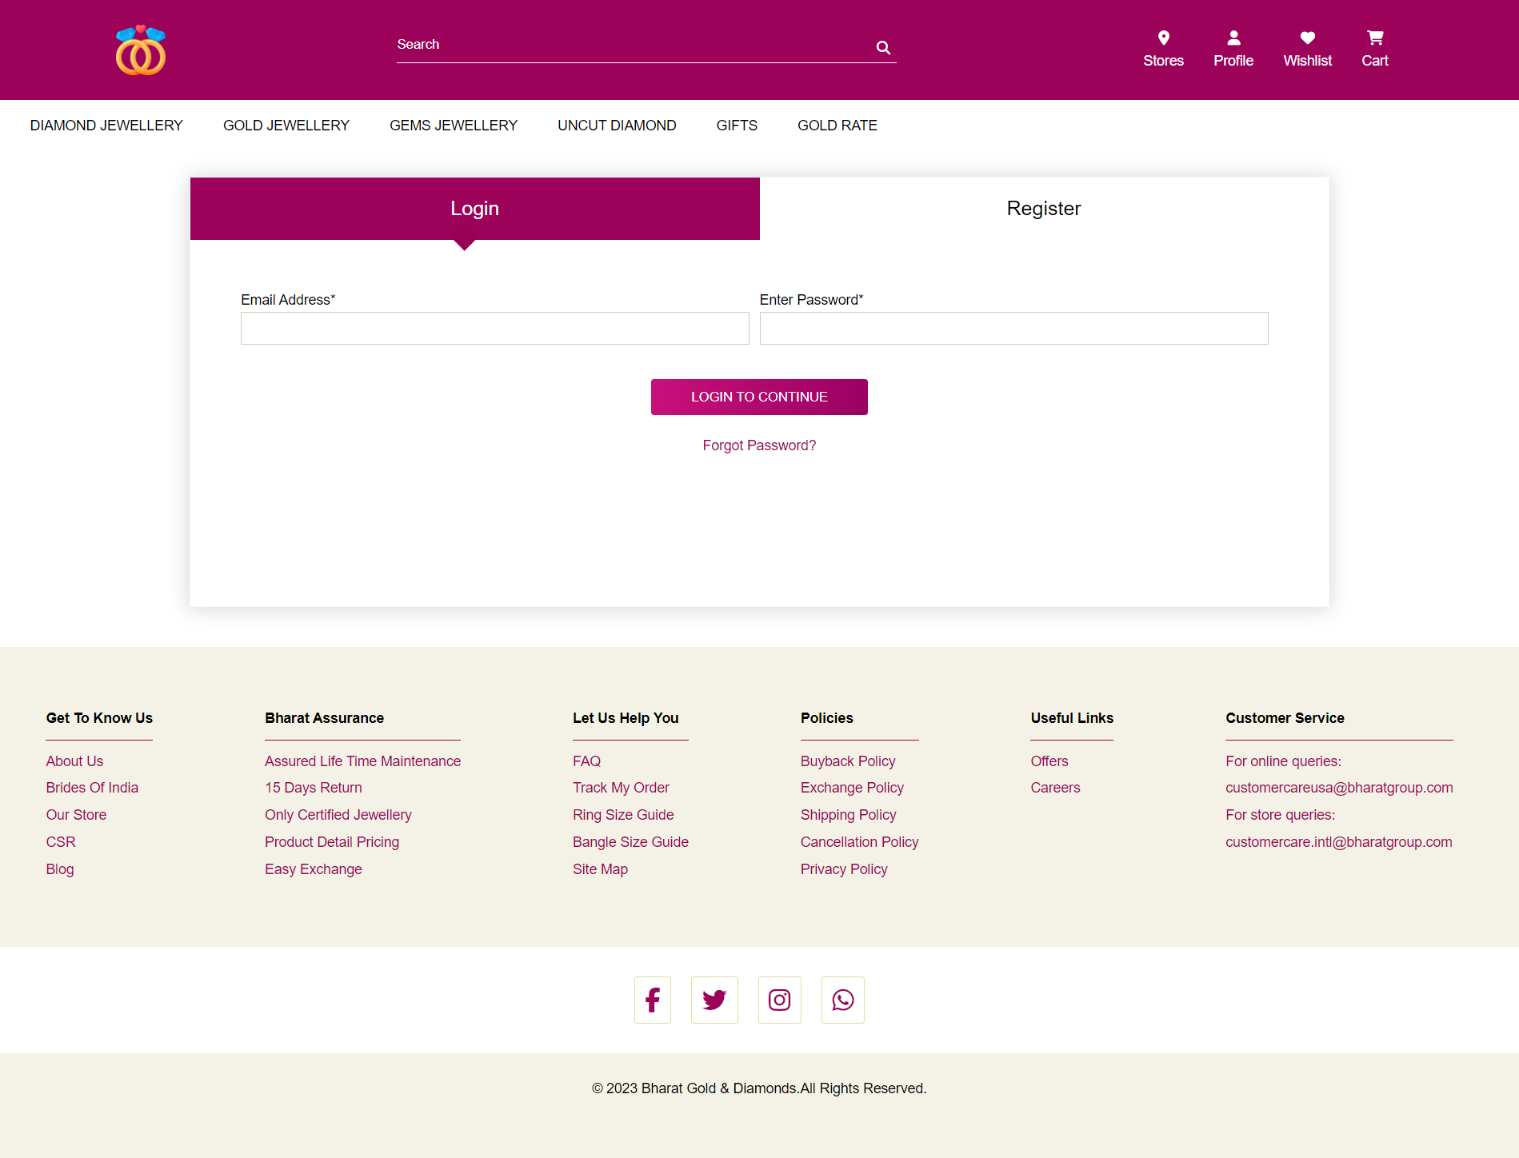 Search
Stores Profile Wishlist Cart
DIAMOND JEWELLERY GOLD JEWELLERY GEMS JEWELLERY UNCUT DIAMOND GIFTS GOLD RATE
Login Register
Email Address* Enter Password*
LOGIN TO CONTINUE
Forgot Password?
Get To Know Us
About Us
Brides Of India
Our Store
CSR
Blog
Bharat Assurance
Assured Life Time Maintenance
15 Days Return
Only Certified Jewellery
Product Detail Pricing
Easy Exchange
Let Us Help You
FAQ
Track My Order
Ring Size Guide
Bangle Size Guide
Site Map
Policies
Buyback Policy
Exchange Policy
Shipping Policy
Cancellation Policy
Privacy Policy
Useful Links
Offers
Careers
Customer Service
For online queries:
customercareusa@bharatgroup.com
For store queries:
customercare.intl@bharatgroup.com
© 2023 Bharat Gold & Diamonds.All Rights Reserved.